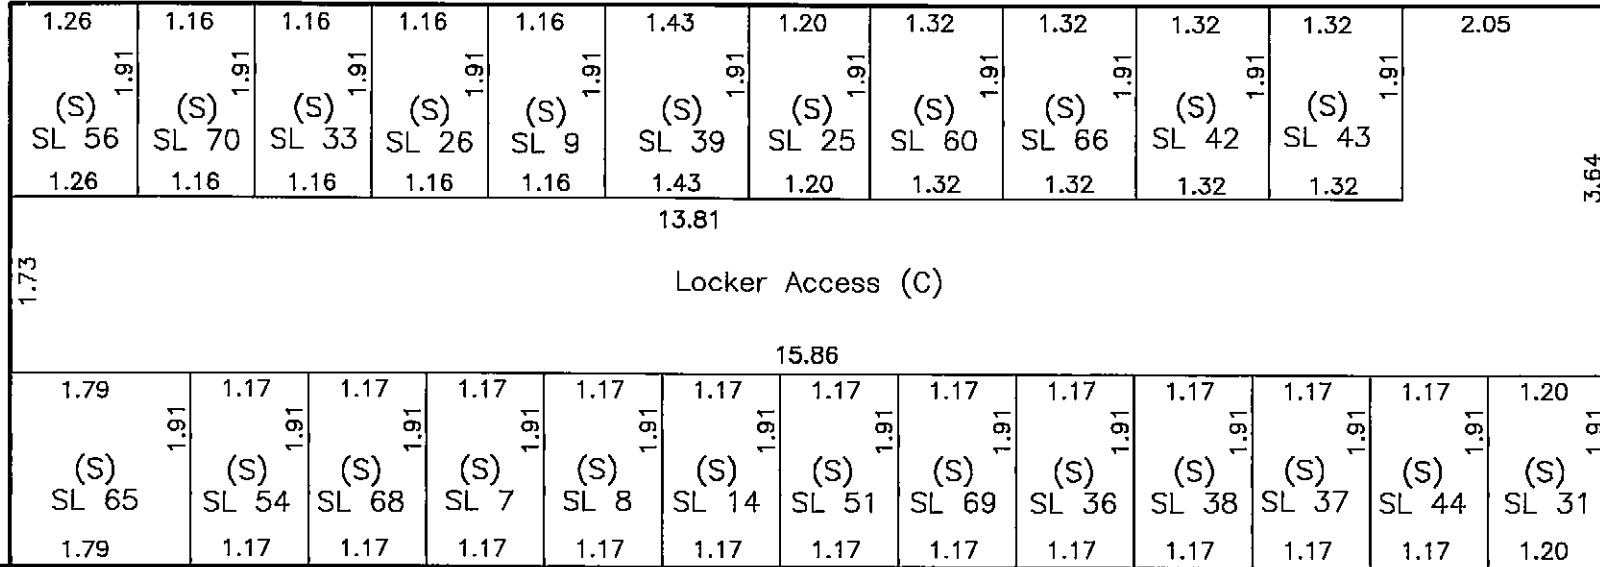 1.26 1.16 1.16 1.16 1.16 1.43 1.20 1.32 1.32 1.32 1.32 2.05
1.91 1.91 1.91 1.91 1.91 1.91 1.91 1.91 1.91 1.91 1.91
(S) (S) (S) (S) (S) (S) (S) (S) (S) (S) (S)
SL 56 SL 70 SL 33 SL 26 SL 9 SL 39 SL 25 SL 60 SL 66 SL 42 SL 43
1.26 1.16 1.16 1.16 1.16 1.43 1.20 1.32 1.32 1.32 1.32
3.64
13.81
1.73
Locker Access (C)
15.86
1.79 1.17 1.17 1.17 1.17 1.17 1.17 1.17 1.17 1.17 1.17 1.17 1.20
1.91 1.91 1.91 1.91 1.91 1.91 1.91 1.91 1.91 1.91 1.91 1.91 1.91
(S) (S) (S) (S) (S) (S) (S) (S) (S) (S) (S) (S) (S)
SL 65 SL 54 SL 68 SL 7 SL 8 SL 14 SL 51 SL 69 SL 36 SL 38 SL 37 SL 44 SL 31
1.79 1.17 1.17 1.17 1.17 1.17 1.17 1.17 1.17 1.17 1.17 1.17 1.20